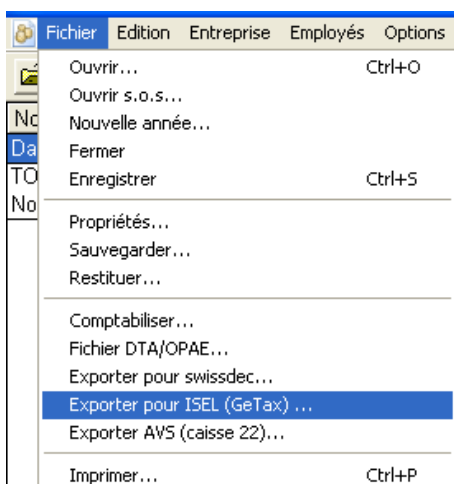 Fichier Edition Entreprise Employés Options
Ouvrir... Ctrl+O
Ouvrir s.o.s...
Nouvelle année...
Fermer
Enregistrer Ctrl+S
Propriétés...
Sauvegarder...
Restituer...
Comptabiliser...
Fichier DTA/OPAE...
Exporter pour swissdec...
Exporter pour ISEL (GeTax) ...
Exporter AVS (caisse 22)...
Imprimer... Ctrl+P